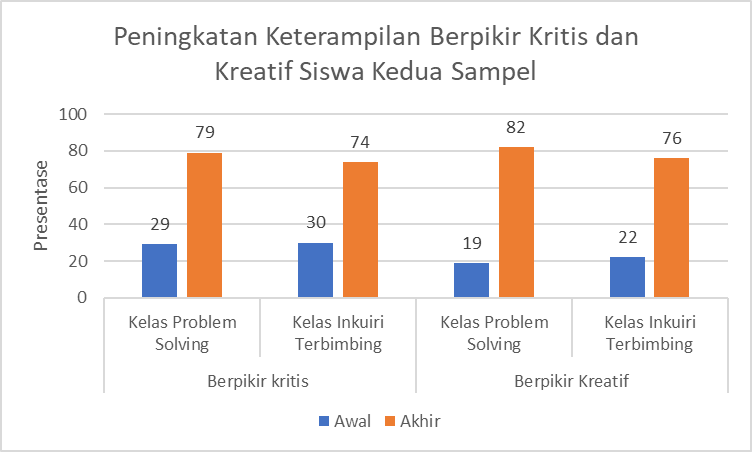 Peningkatan Keterampilan Berpikir Kritis dan
Kreatif Siswa Kedua Sampel
Presentase
100
80
60
40
20
0
29
79
30
74
19
82
22
76
Kelas Problem
Solving
Kelas Inkuiri
Terbimbing
Kelas Problem
Solving
Kelas Inkuiri
Terbimbing
Berpikir kritis
Berpikir Kreatif
Awal
Akhir